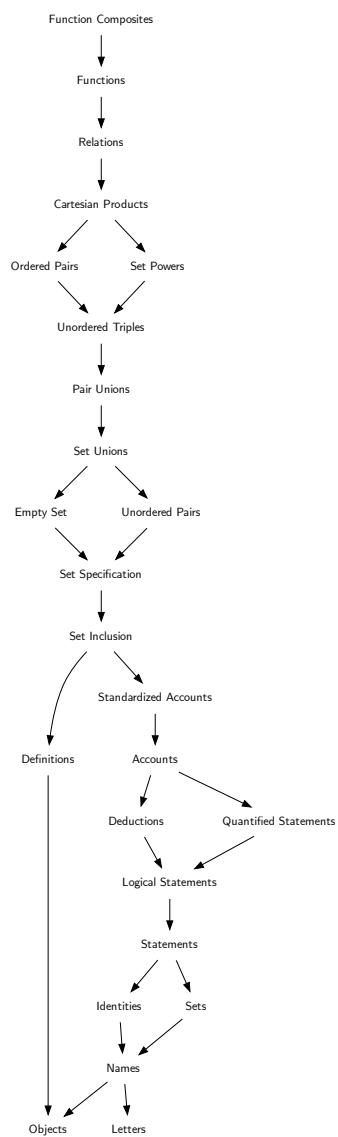 Function Composites
Functions
Relations
Cartesian Products
Ordered Pairs
Set Powers
Unordered Triples
Pair Unions
Set Unions
Empty Set
Unordered Pairs
Set Specification
Set Inclusion
Standardized Accounts
Definitions
Accounts
Deductions
Quantified Statements
Logical Statements
Statements
Identities
Sets
Names
Objects
Letters